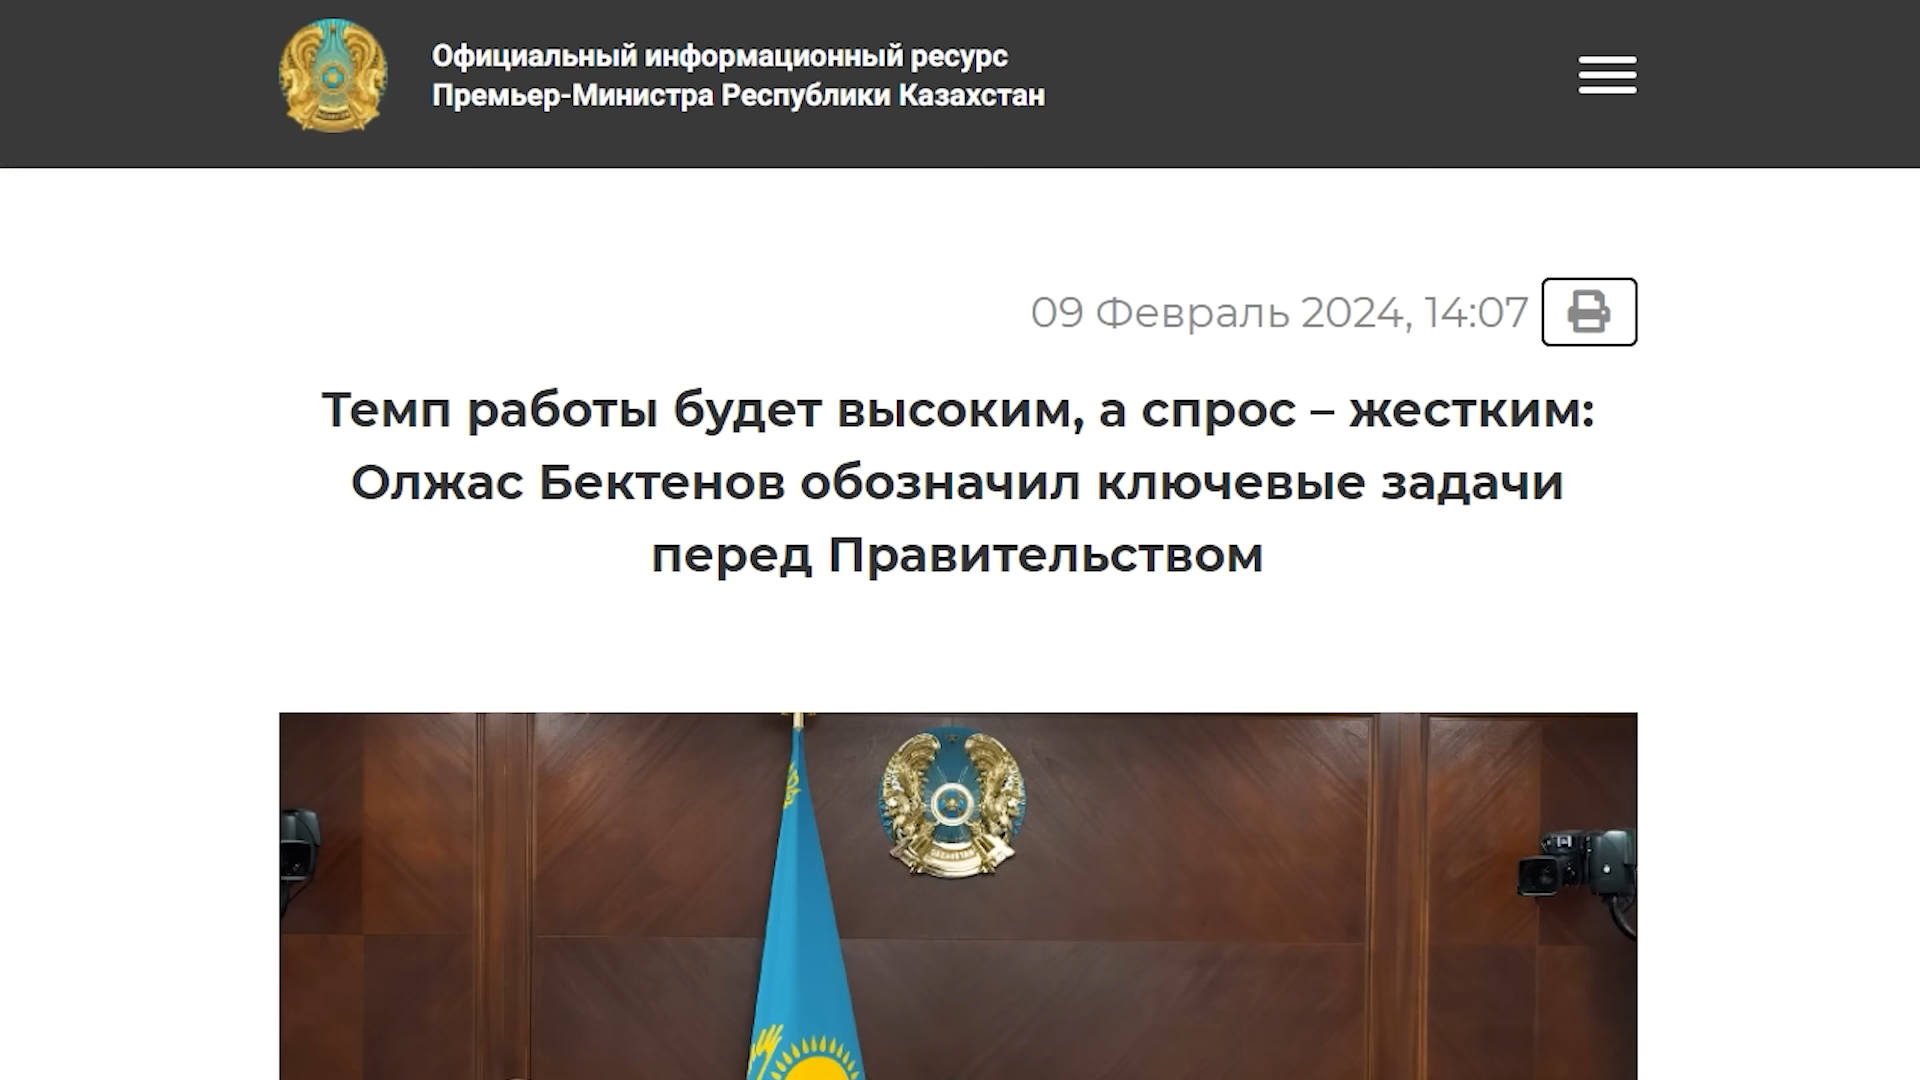 Официальный информационный ресурс
Премьер-Министра Республики Казахстан
09 Февраль 2024, 14:07
Темп работы будет высоким, а спрос – жестким:
Олжас Бектенов обозначил ключевые задачи
перед Правительством